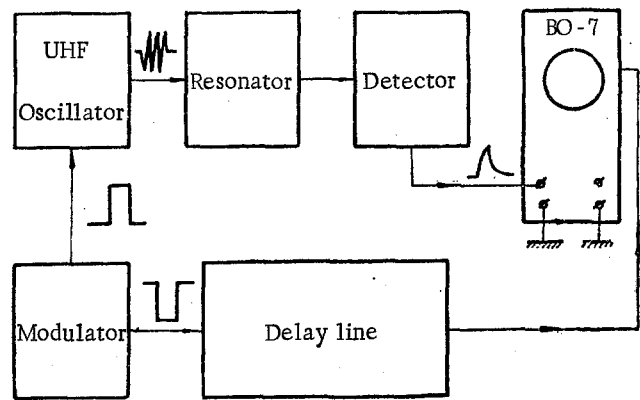 UHF
Oscillator
Resonator
Detector
BO-7
Modulator
Delay line